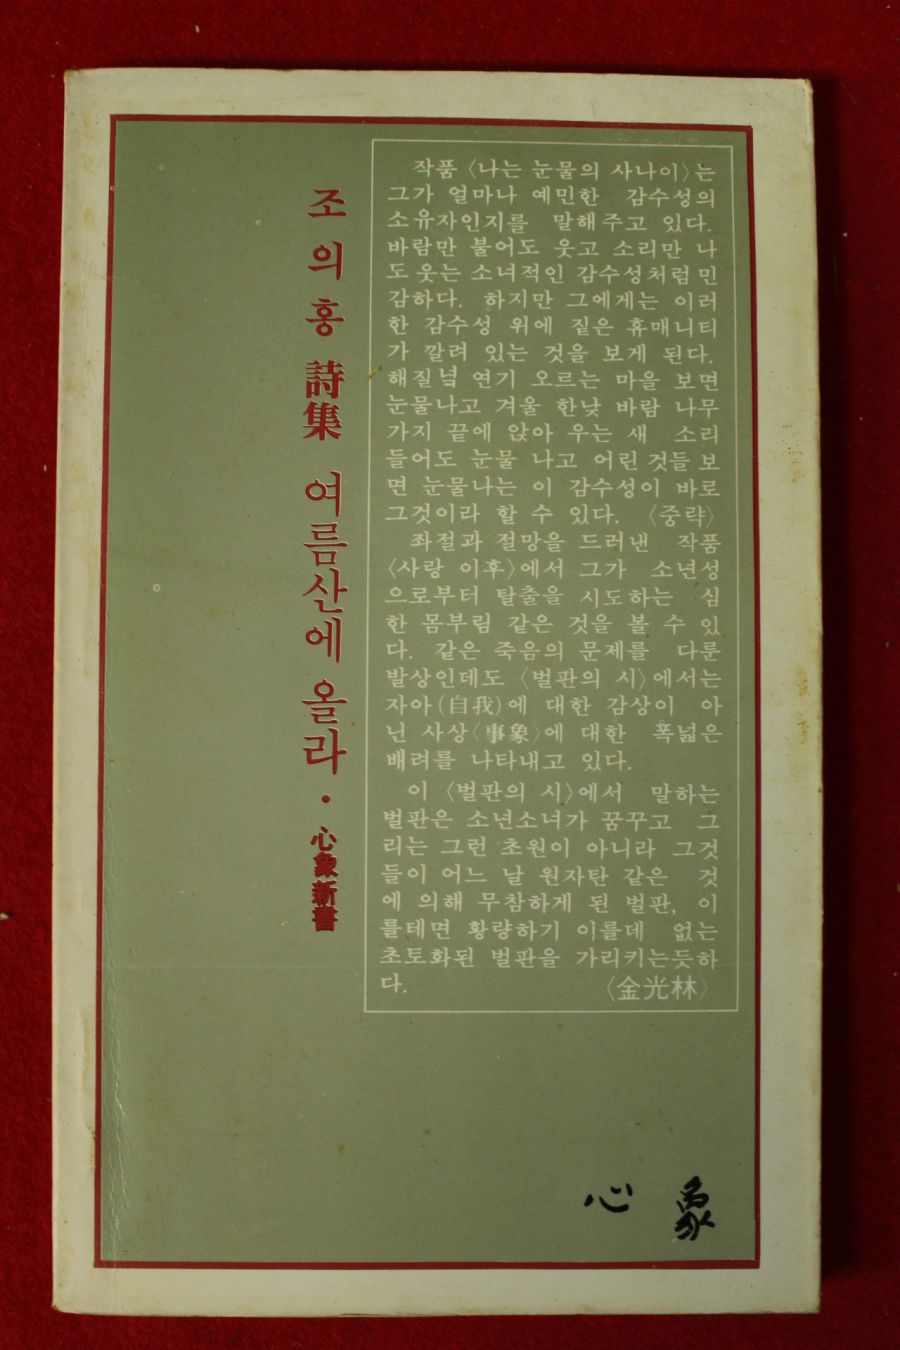 조의홍 詩集 여름산에 올라·心象新書
작품 〈나는 눈물의 사나이〉는
그가 얼마나 예민한 감수성의
소유자인지를 말해주고 있다.
바람만 불어도 웃고 소리만 나
도 웃는 소녀적인 감수성처럼 민
감하다. 하지만 그에게는 이러
한 감수성 위에 짙은 휴매니티
가 깔려 있는 것을 보게 된다.
해질녘 연기 오르는 마을 보면
눈물나고 겨울 한낮 바람 나무
가지 끝에 앉아 우는 새 소리
들어도 눈물 나고 어린것들 보
면 눈물나는 이 감수성이 바로
그것이라 할 수 있다. 〈중략〉
좌절과 절망을 드러낸 작품
〈사랑 이후〉에서 그가 소년성
으로부터 탈출을 시도하는 심
한 몸부림 같은 것을 볼 수 있
다. 같은 죽음의 문제를 다룬
발상인데도 〈벌판의 시〉에서는
자아(自我)에 대한 감상이 아
닌 사상〈事象〉에 대한 폭넓은
배려를 나타내고 있다.
이 〈벌판의 시〉에서 말하는
벌판은 소년소녀가 꿈꾸고 그
리는 그런 초원이 아니라 그것
들이 어느 날 원자탄 같은 것
에 의해 무참하게 된 벌판, 이
를테면 황량하기 이를데 없는
초토화된 벌판을 가리키는듯하
다. 〈金光林〉
心象